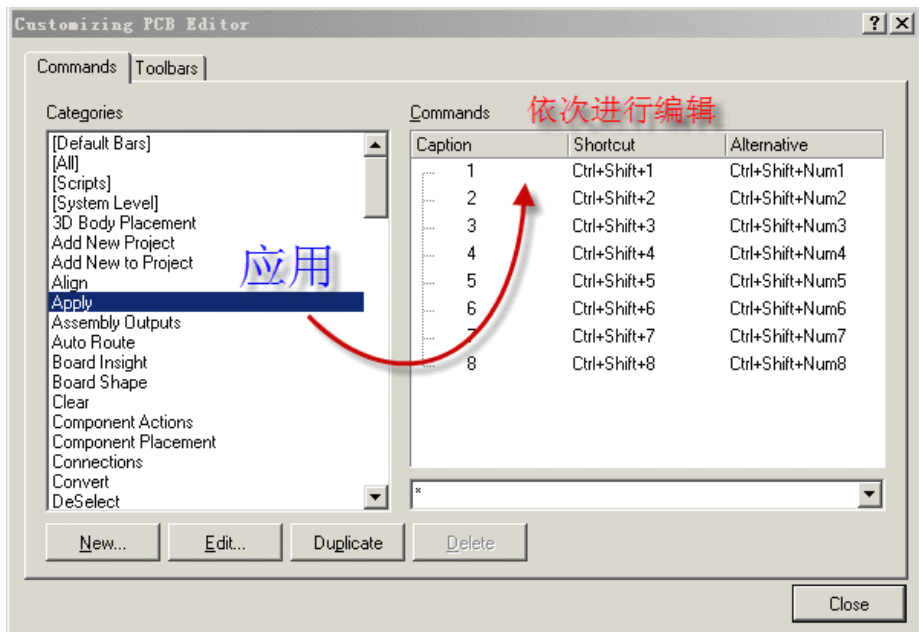 Customizing PCB Editor
Commands Toolbars
Categories
[Default Bars]
[All]
[Scripts]
[System Level]
3D Body Placement
Add New Project
Add New to Project
Align
Apply
Assembly Outputs
Auto Route
Board Insight
Board Shape
Clear
Component Actions
Component Placement
Connections
Convert
DeSelect
应用
Commands 依次进行编辑
Caption Shortcut Alternative
1 Ctrl+Shift+1 Ctrl+Shift+Num1
2 Ctrl+Shift+2 Ctrl+Shift+Num2
3 Ctrl+Shift+3 Ctrl+Shift+Num3
4 Ctrl+Shift+4 Ctrl+Shift+Num4
5 Ctrl+Shift+5 Ctrl+Shift+Num5
6 Ctrl+Shift+6 Ctrl+Shift+Num6
7 Ctrl+Shift+7 Ctrl+Shift+Num7
8 Ctrl+Shift+8 Ctrl+Shift+Num8
*
New... Edit... Duplicate Delete
Close